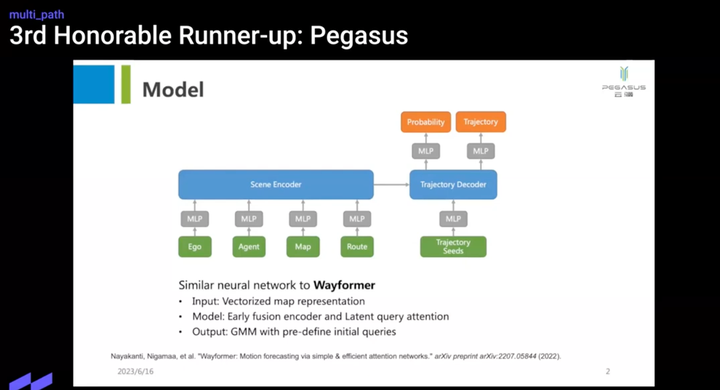 multi_path
3rd Honorable Runner-up: Pegasus
Model
PEGASUS
Probability
Trajectory
MLP
MLP
Scene Encoder
Trajectory Decoder
MLP
MLP
MLP
MLP
MLP
Ego
Agent
Map
Route
Trajectory
Seeds
Similar neural network to Wayformer
• Input: Vectorized map representation
• Model: Early fusion encoder and Latent query attention
• Output: GMM with pre-define initial queries
Nayakanti, Nigamaa, et al. "Wayformer: Motion forecasting via simple & efficient attention networks." arXiv preprint arXiv:2207.05844 (2022).
2023/6/16
2